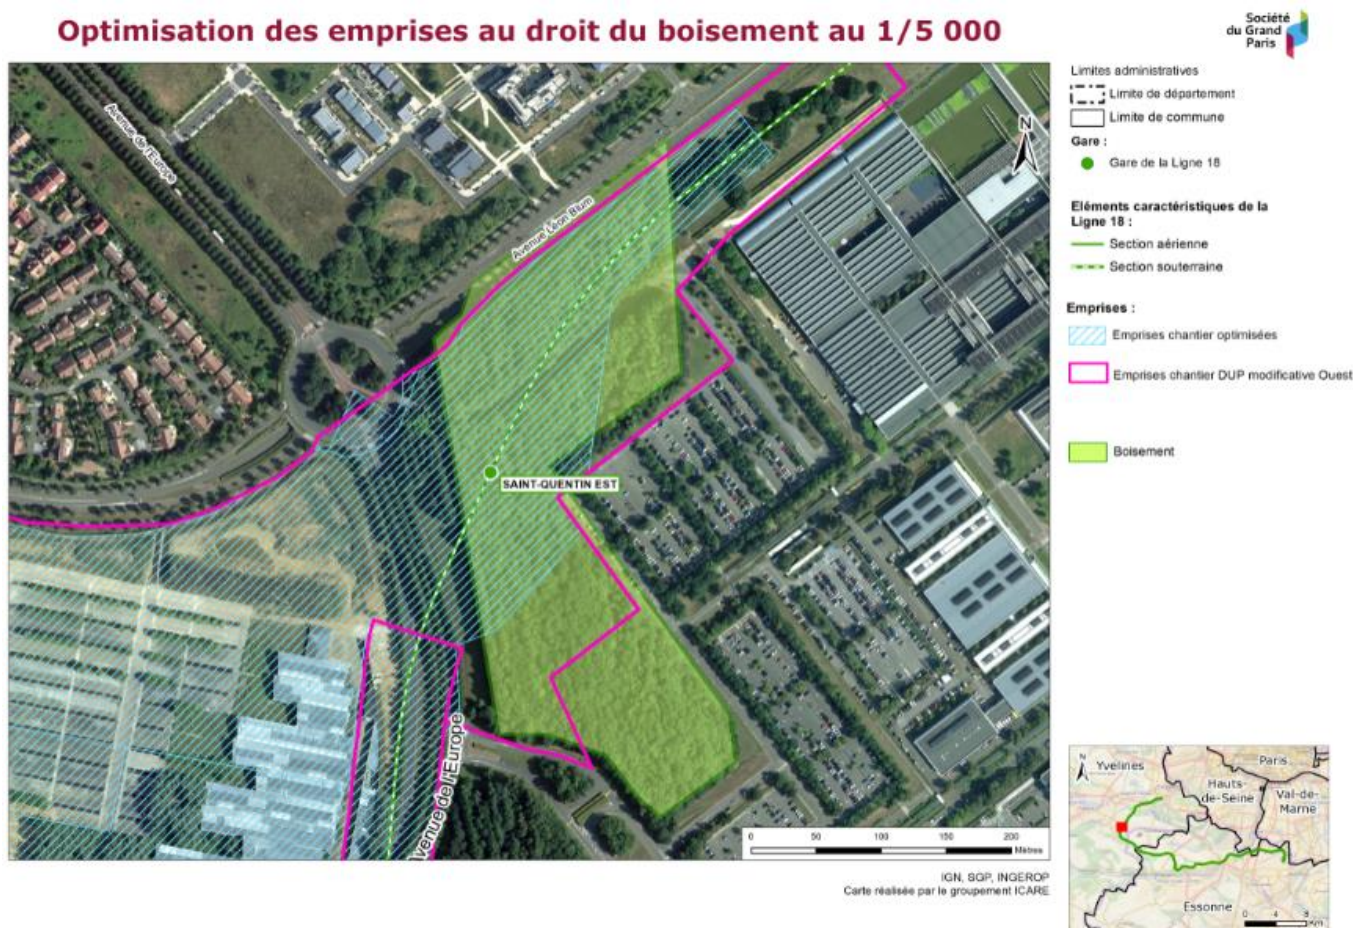 Optimisation des emprises au droit du boisement au 1/5 000
Société
du Grand
Paris
Avenue de l'Europe
Avenue Léon Blum
SAINT-QUENTIN EST
Avenue de l'Europe
N
0 50 100 150 200
Mètres
IGN, SGP, INGEROP
Carte réalisée par le groupement ICARE
Limites administratives
Limite de département
Limite de commune
Gare :
Gare de la Ligne 18
Eléments caractéristiques de la
Ligne 18 :
Section aérienne
Section souterraine
Emprises :
Emprises chantier optimisées
Emprises chantier DUP modificative Ouest
Boisement
N
Yvelines
Paris
Hauts-
de-Seine
Val-de-
Marne
Essonne
0 4 8
Km